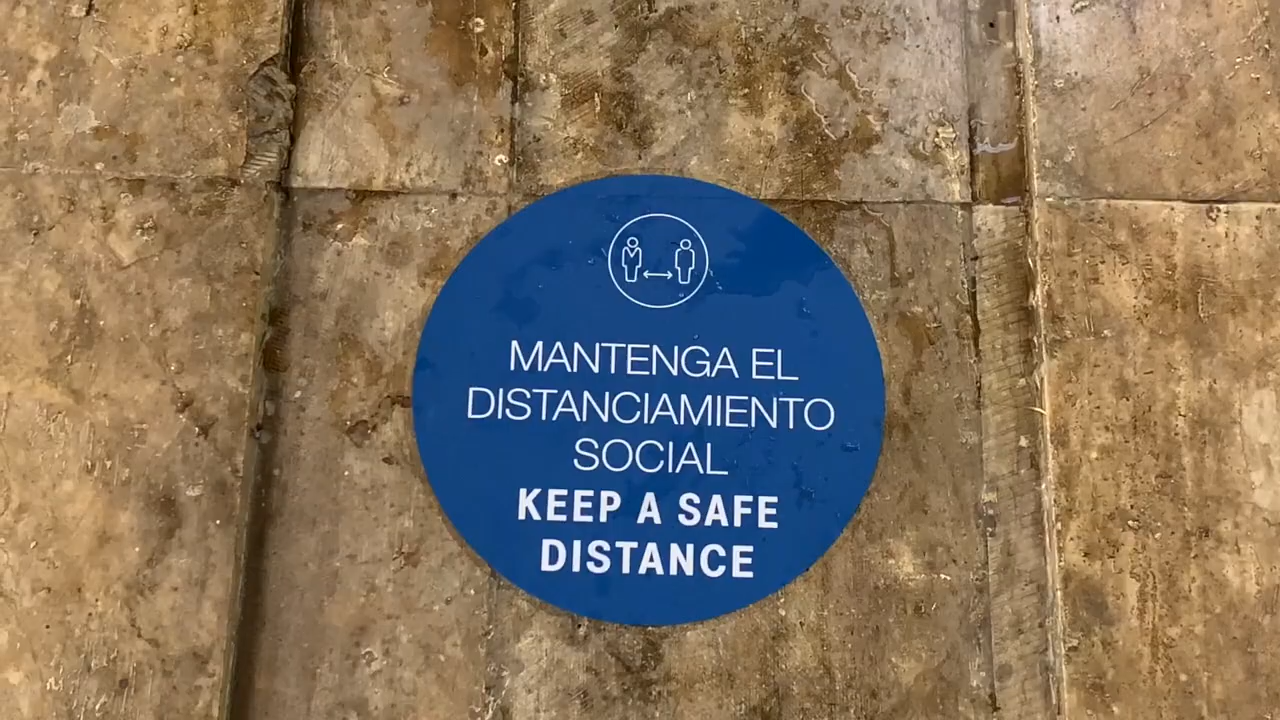 MANTENGA EL
DISTANCIAMIENTO
SOCIAL
KEEP A SAFE
DISTANCE